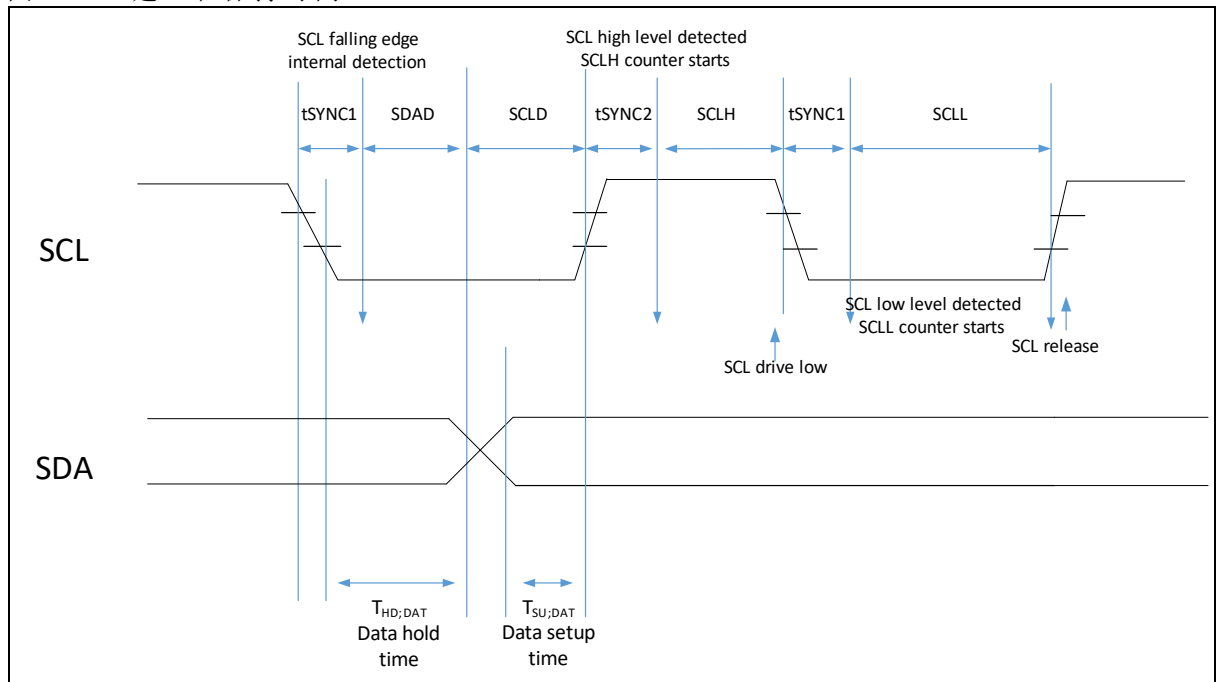 SCL falling edge
internal detection
SCL high level detected
SCLH counter starts
tSYNC1
SDAD
SCLD
tSYNC2
SCLH
tSYNC1
SCLL
SCL
SCL low level detected
SCLL counter starts
SCL release
SCL drive low
SDA
THD;DAT
Data hold
time
TSU;DAT
Data setup
time